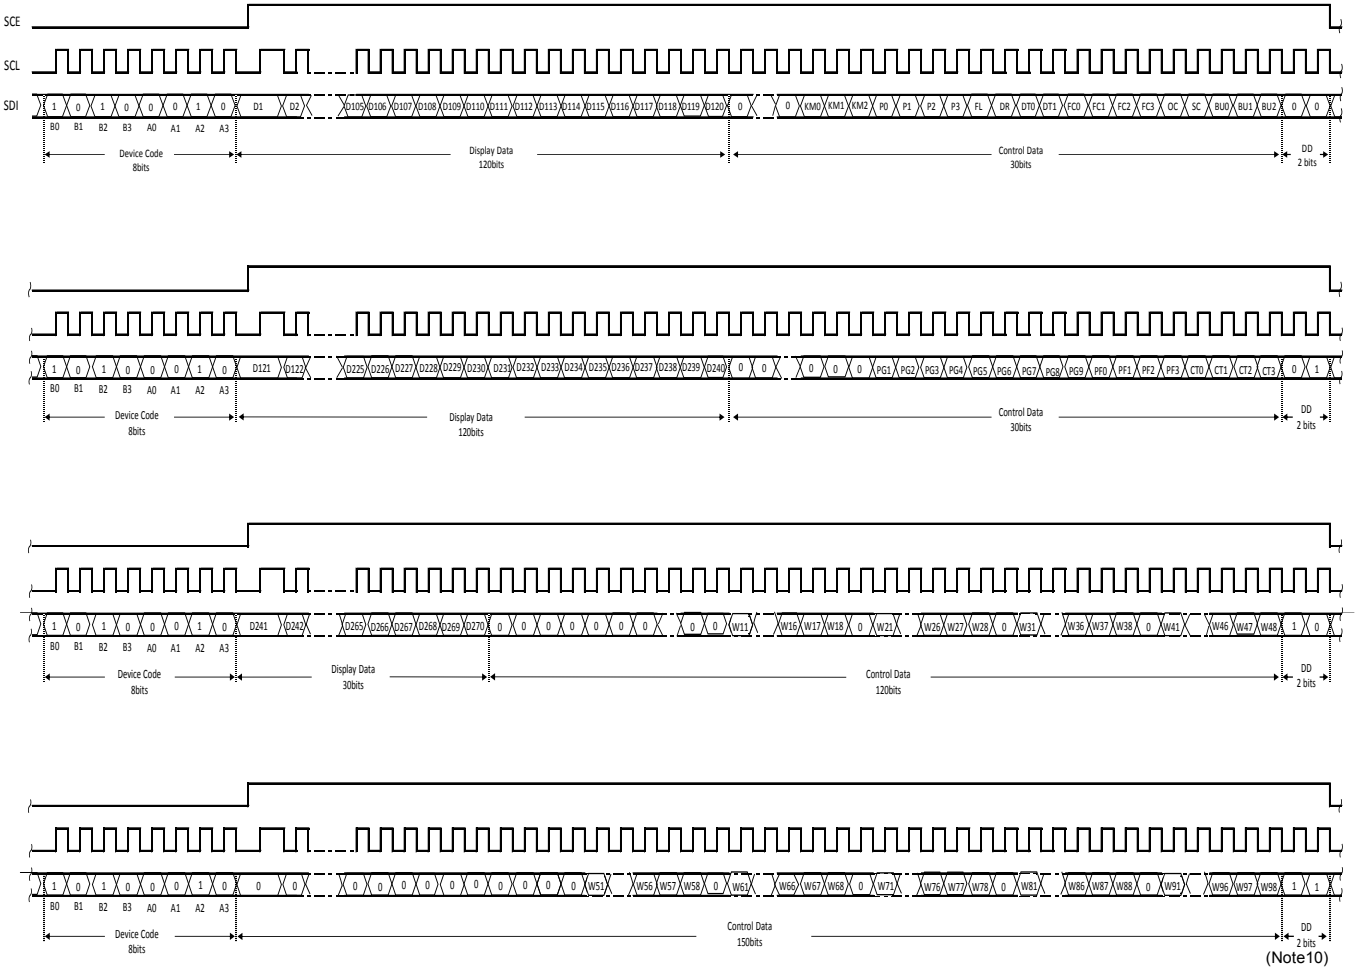 SCE
SCL
SDI
1 0 1 0 0 0 1 0 D1 D2 D105 D106 D107 D108 D109 D110 D111 D112 D113 D114 D115 D116 D117 D118 D119 D120 0 0 KM0 KM1 KM2 P0 P1 P2 P3 FL DR DT0 DT1 FC0 FC1 FC2 FC3 OC SC BU0 BU1 BU2 0 0
B0 B1 B2 B3 A0 A1 A2 A3
Device Code Display Data Control Data DD
8bits 120bits 30bits 2 bits
1 0 1 0 0 0 1 0 D121 D122 D225 D226 D227 D228 D229 D230 D231 D232 D233 D234 D235 D236 D237 D238 D239 D240 0 0 0 0 0 PG1 PG2 PG3 PG4 PG5 PG6 PG7 PG8 PG9 PF0 PF1 PF2 PF3 CT0 CT1 CT2 CT3 0 1
B0 B1 B2 B3 A0 A1 A2 A3
Device Code Display Data Control Data DD
8bits 120bits 30bits 2 bits
1 0 1 0 0 0 1 0 D241 D242 D265 D266 D267 D268 D269 D270 0 0 0 0 0 0 0 0 0 W11 W16 W17 W18 0 W21 W26 W27 W28 0 W31 W36 W37 W38 0 W41 W46 W47 W48 1 0
B0 B1 B2 B3 A0 A1 A2 A3
Device Code Display Data Control Data DD
8bits 30bits 120bits 2 bits
1 0 1 0 0 0 1 0 0 0 0 0 0 0 0 0 0 0 0 0 W51 W56 W57 W58 0 W61 W66 W67 W68 0 W71 W76 W77 W78 0 W81 W86 W87 W88 0 W91 W96 W97 W98 1 1
B0 B1 B2 B3 A0 A1 A2 A3
Device Code Control Data DD
8bits 150bits 2 bits
(Note10)